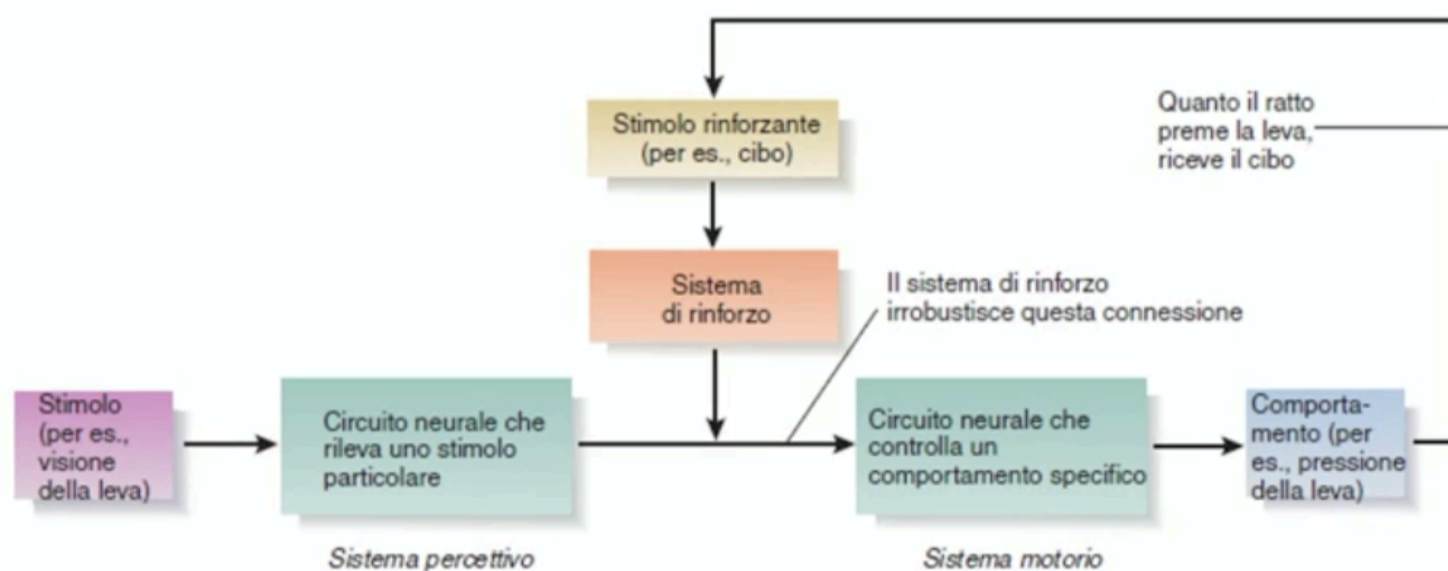 Quanto il ratto
preme la leva,
riceve il cibo
Stimolo rinforzante
(per es., cibo)
Sistema
di rinforzo
Il sistema di rinforzo
irrobustisce questa connessione
Stimolo
(per es.,
visione
della leva)
Circuito neurale che
rileva uno stimolo
particolare
Circuito neurale che
controlla un
comportamento specifico
Comporta-
mento (per
es., pressione
della leva)
Sistema percettivo
Sistema motorio